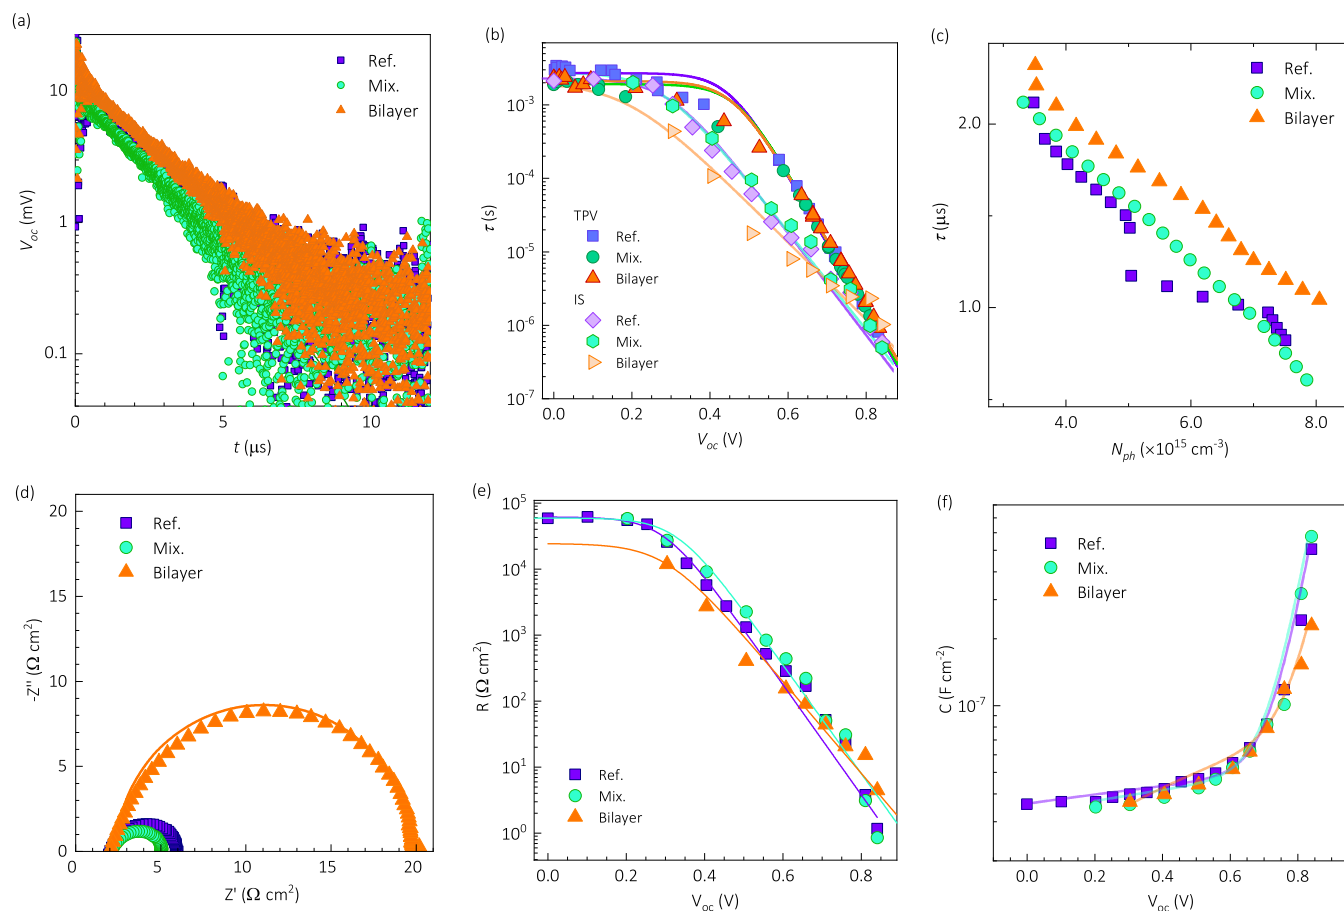 (a)
Ref.
Mix.
Bilayer
10
1
0.1
V_oc (mV)
0
5
10
t (μs)
(b)
10^-2
10^-3
10^-4
10^-5
10^-6
10^-7
τ (s)
TPV
Ref.
Mix.
Bilayer
IS
Ref.
Mix.
Bilayer
0.0
0.2
0.4
0.6
0.8
V_oc (V)
(c)
Ref.
Mix.
Bilayer
2.0
1.0
τ (μs)
4.0
6.0
8.0
N_ph (×10^15 cm^-3)
(d)
Ref.
Mix.
Bilayer
20
15
10
5
0
-Z'' (Ω cm^2)
0
5
10
15
20
Z' (Ω cm^2)
(e)
10^5
10^4
10^3
10^2
10^1
10^0
R (Ω cm^2)
Ref.
Mix.
Bilayer
0.0
0.2
0.4
0.6
0.8
V_oc (V)
(f)
Ref.
Mix.
Bilayer
10^-7
C (F cm^-2)
0.0
0.2
0.4
0.6
0.8
V_oc (V)